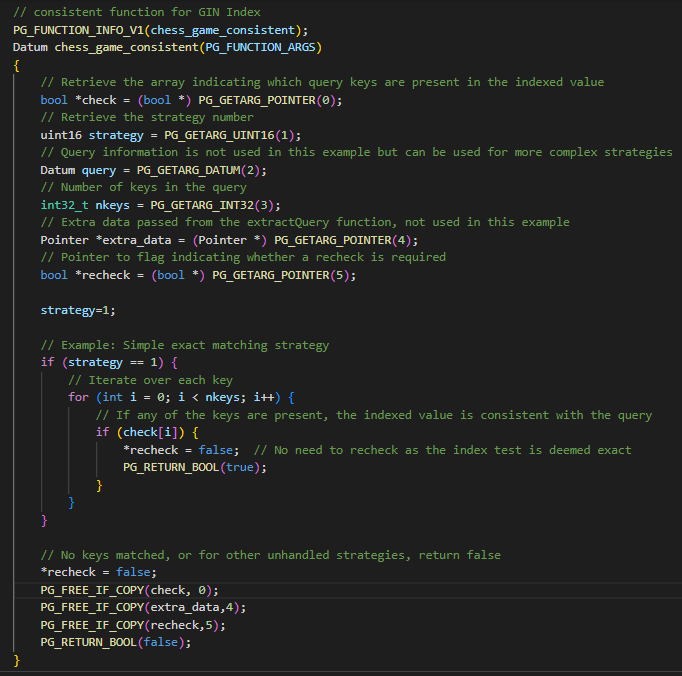 // consistent function for GIN Index
PG_FUNCTION_INFO_V1(chess_game_consistent);
Datum chess_game_consistent(PG_FUNCTION_ARGS)
{
    // Retrieve the array indicating which query keys are present in the indexed value
    bool *check = (bool *) PG_GETARG_POINTER(0);
    // Retrieve the strategy number
    uint16 strategy = PG_GETARG_UINT16(1);
    // Query information is not used in this example but can be used for more complex strategies
    Datum query = PG_GETARG_DATUM(2);
    // Number of keys in the query
    int32_t nkeys = PG_GETARG_INT32(3);
    // Extra data passed from the extractQuery function, not used in this example
    Pointer *extra_data = (Pointer *) PG_GETARG_POINTER(4);
    // Pointer to flag indicating whether a recheck is required
    bool *recheck = (bool *) PG_GETARG_POINTER(5);

    strategy=1;

    // Example: Simple exact matching strategy
    if (strategy == 1) {
        // Iterate over each key
        for (int i = 0; i < nkeys; i++) {
            // If any of the keys are present, the indexed value is consistent with the query
            if (check[i]) {
                *recheck = false;  // No need to recheck as the index test is deemed exact
                PG_RETURN_BOOL(true);
            }
        }
    }

    // No keys matched, or for other unhandled strategies, return false
    *recheck = false;
    PG_FREE_IF_COPY(check, 0);
    PG_FREE_IF_COPY(extra_data,4);
    PG_FREE_IF_COPY(recheck,5);
    PG_RETURN_BOOL(false);
}